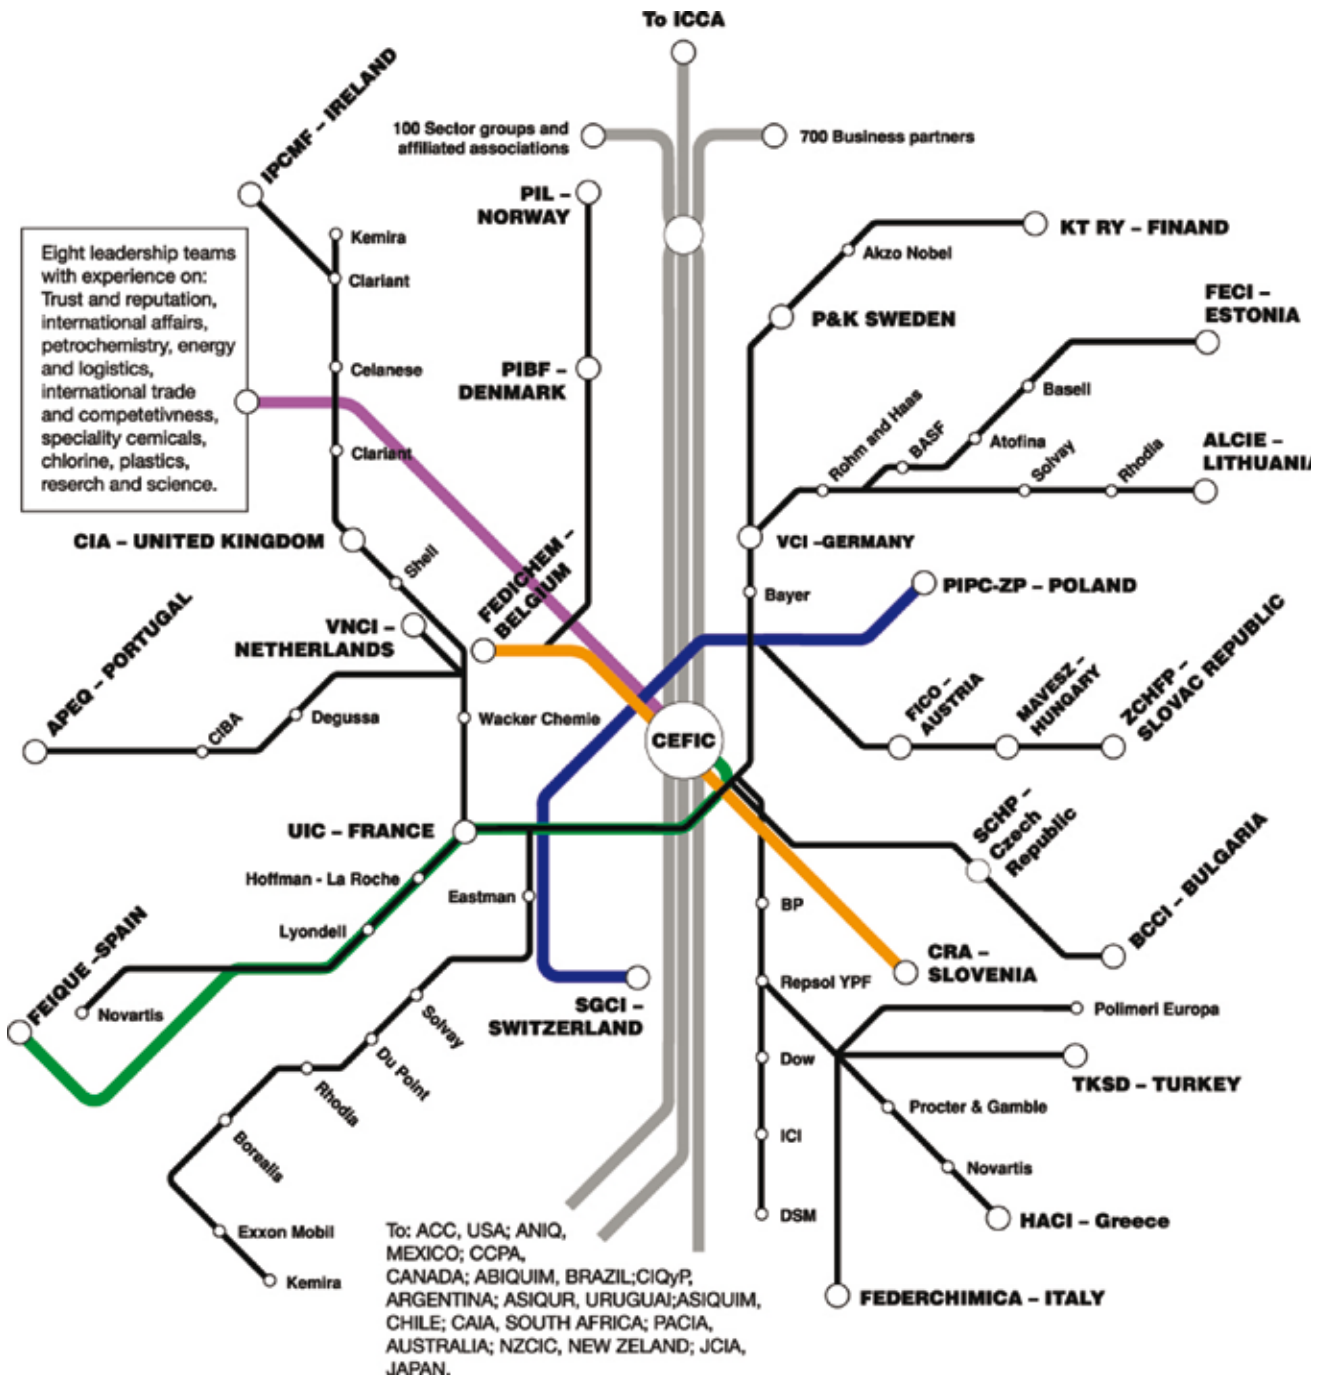 To ICCA
100 Sector groups and
affiliated associations
700 Business partners
IPCMF – IRELAND
PIL –
NORWAY
KT RY – FINAND
Kemira
Akzo Nobel
Eight leadership teams
with experience on:
Trust and reputation,
international affairs,
petrochemistry, energy
and logistics,
international trade
and competetivness,
speciality cemicals,
chlorine, plastics,
reserch and science.
Clariant
P&K SWEDEN
FECI –
ESTONIA
Celanese
PIBF –
DENMARK
Basell
Rohm and Haas
BASF
Atofina
Solvay
Rhodia
ALCIE –
LITHUANIA
Clariant
CIA – UNITED KINGDOM
Shell
FEDICHEM –
BELGIUM
VCI –GERMANY
Bayer
PIPC-ZP – POLAND
APEQ – PORTUGAL
VNCI –
NETHERLANDS
CIBA
Degussa
Wacker Chemie
CEFIC
FICO –
AUSTRIA
MAVESZ –
HUNGARY
ZCHFP –
SLOVAC REPUBLIC
UIC – FRANCE
SCHP –
Czech
Republic
BCCI – BULGARIA
Hoffman - La Roche
Eastman
BP
Lyondell
CRA –
SLOVENIA
FEIQUE –SPAIN
Novartis
SGCI –
SWITZERLAND
Repsol YPF
Polimeri Europa
Solvay
Du Point
Dow
TKSD – TURKEY
Rhodia
Procter & Gamble
Borealis
ICI
Novartis
DSM
HACI – Greece
Exxon Mobil
Kemira
To: ACC, USA; ANIQ,
MEXICO; CCPA,
CANADA; ABIQUIM, BRAZIL;CIQyP,
ARGENTINA; ASIQUR, URUGUAI;ASIQUIM,
CHILE; CAIA, SOUTH AFRICA; PACIA,
AUSTRALIA; NZCIC, NEW ZELAND; JCIA,
JAPAN.
FEDERCHIMICA – ITALY